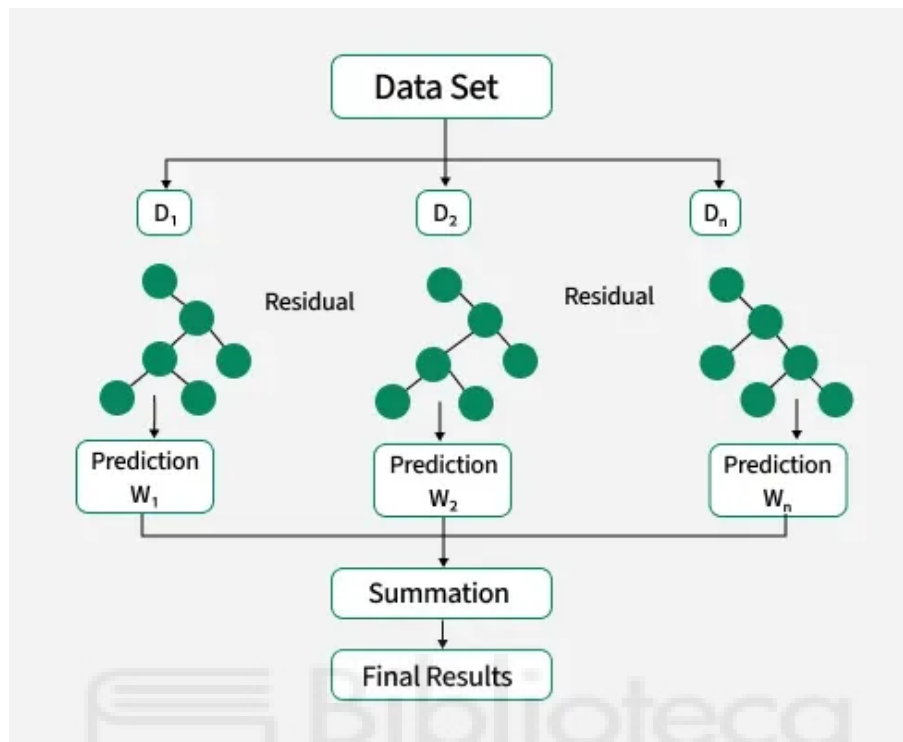 Data Set
D₁
D₂
Dₙ
Residual
Residual
Prediction
W₁
Prediction
W₂
Prediction
Wₙ
Summation
Final Results
Biblioteca